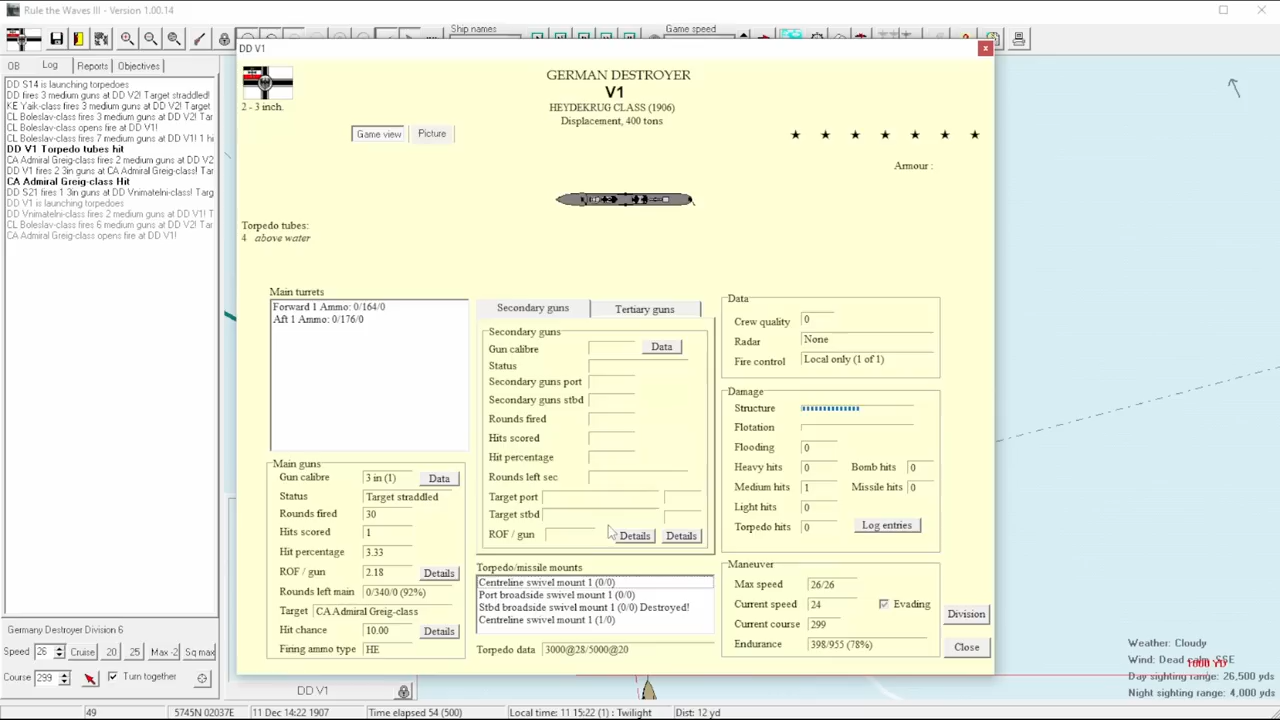 Rule the Waves III - Version 1.00.14
Ship names
Game speed
OB Log Reports Objectives
DD S14 is launching torpedoes
DD fires 3 medium guns at DD V2! Target straddled!
KE Yaik-class fires 3 medium guns at DD V2! Target
CL Boleslav-class fires 3 medium guns at DD V2! Tar
CL Boleslav-class opens fire at DD V1!
CL Boleslav-class fires 7 medium guns at DD V1! 1 hi
DD V1 Torpedo tubes hit
CA Admiral Greig-class fires 2 medium guns at DD V2
DD V1 fires 2 3in guns at CA Admiral Greig-class! Tar
CA Admiral Greig-class Hit
DD S21 fires 1 3in guns at DD Vnimatelni-class! Targ
DD V1 is launching torpedoes
DD Vnimatelni-class fires 2 medium guns at DD V1! T
CL Boleslav-class fires 6 medium guns at DD V2! Tar
CA Admiral Greig-class opens fire at DD V1!
Germany Destroyer Division 6
Speed 26 Cruise 20 25 Max -2 Sq max
Course 299 Turn together
DD V1
2 - 3 inch.
GERMAN DESTROYER
V1
HEYDEKRUG CLASS (1906)
Displacement, 400 tons
Game view Picture
★ ★ ★ ★ ★ ★ ★
Armour :
Torpedo tubes:
4 above water
Main turrets
Forward 1 Ammo: 0/164/0
Aft 1 Ammo: 0/176/0
Main guns
Gun calibre 3 in (1) Data
Status Target straddled
Rounds fired 30
Hits scored 1
Hit percentage 3.33
ROF / gun 2.18 Details
Rounds left main 0/340/0 (92%)
Target CA Admiral Greig-class
Hit chance 10.00 Details
Firing ammo type HE
Secondary guns Tertiary guns
Secondary guns
Gun calibre Data
Status
Secondary guns port
Secondary guns stbd
Rounds fired
Hits scored
Hit percentage
Rounds left sec
Target port
Target stbd
ROF / gun Details Details
Torpedo/missile mounts
Centreline swivel mount 1 (0/0)
Port broadside swivel mount 1 (0/0)
Stbd broadside swivel mount 1 (0/0) Destroyed!
Centreline swivel mount 1 (1/0)
Torpedo data 3000@28/5000@20
Data
Crew quality 0
Radar None
Fire control Local only (1 of 1)
Damage
Structure
Flotation
Flooding 0
Heavy hits 0 Bomb hits 0
Medium hits 1 Missile hits 0
Light hits 0
Torpedo hits 0 Log entries
Maneuver
Max speed 26/26
Current speed 24 Evading
Current course 299
Endurance 398/955 (78%)
Division
Close
Weather: Cloudy
Wind: Dead calm, SSE
1000 YD
Day sighting range: 26,500 yds
Night sighting range: 4,000 yds
DD V1
49 5745N 02037E 11 Dec 14:22 1907 Time elapsed 54 (500) Local time: 11 15:22 (1) : Twilight Dist: 12 yd